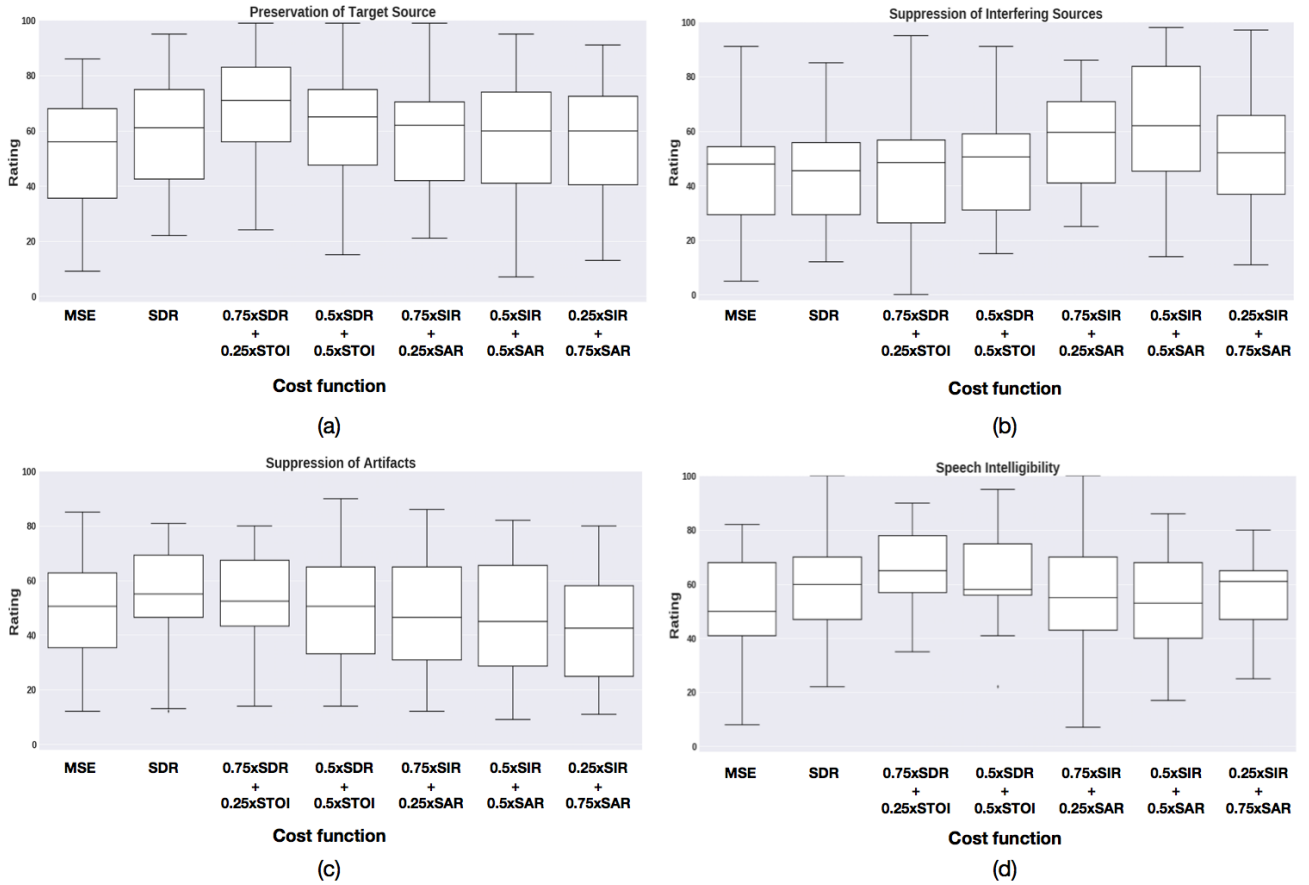 Preservation of Target Source
100
80
60
40
20
0
Rating
MSE SDR 0.75xSDR 0.5xSDR 0.75xSIR 0.5xSIR 0.25xSIR
+ + + + +
0.25xSTOI 0.5xSTOI 0.25xSAR 0.5xSAR 0.75xSAR
Cost function
(a)
Suppression of Interfering Sources
100
80
60
40
20
0
Rating
MSE SDR 0.75xSDR 0.5xSDR 0.75xSIR 0.5xSIR 0.25xSIR
+ + + + +
0.25xSTOI 0.5xSTOI 0.25xSAR 0.5xSAR 0.75xSAR
Cost function
(b)
Suppression of Artifacts
100
80
60
40
20
0
Rating
MSE SDR 0.75xSDR 0.5xSDR 0.75xSIR 0.5xSIR 0.25xSIR
+ + + + +
0.25xSTOI 0.5xSTOI 0.25xSAR 0.5xSAR 0.75xSAR
Cost function
(c)
Speech Intelligibility
100
80
60
40
20
0
Rating
MSE SDR 0.75xSDR 0.5xSDR 0.75xSIR 0.5xSIR 0.25xSIR
+ + + + +
0.25xSTOI 0.5xSTOI 0.25xSAR 0.5xSAR 0.75xSAR
Cost function
(d)